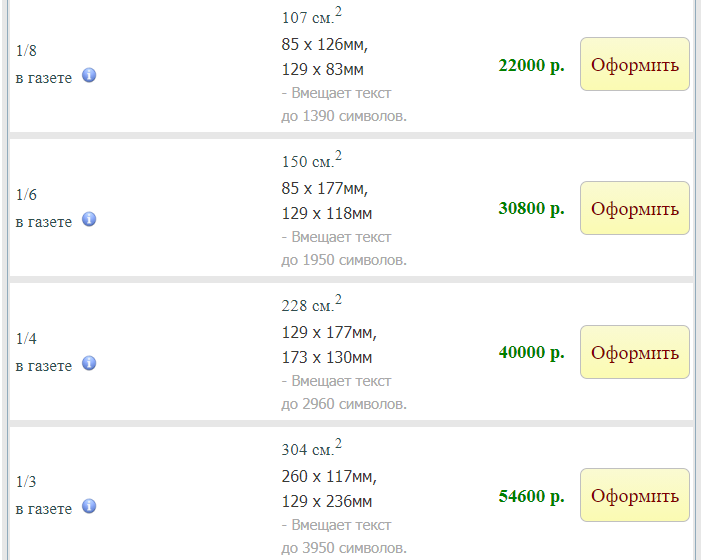 107 см.2
85 x 126мм,
1/8
129 x 83мм
22000 р.
Оформить
в газете
- Вмещает текст
до 1390 символов.
150 см.2
85 x 177мм,
1/6
129 x 118мм
30800 р.
Оформить
в газете
- Вмещает текст
до 1950 символов.
228 см.2
129 x 177мм,
1/4
173 x 130мм
40000 р.
Оформить
в газете
- Вмещает текст
до 2960 символов.
304 см.2
260 x 117мм,
1/3
129 x 236мм
54600 р.
Оформить
в газете
- Вмещает текст
до 3950 символов.